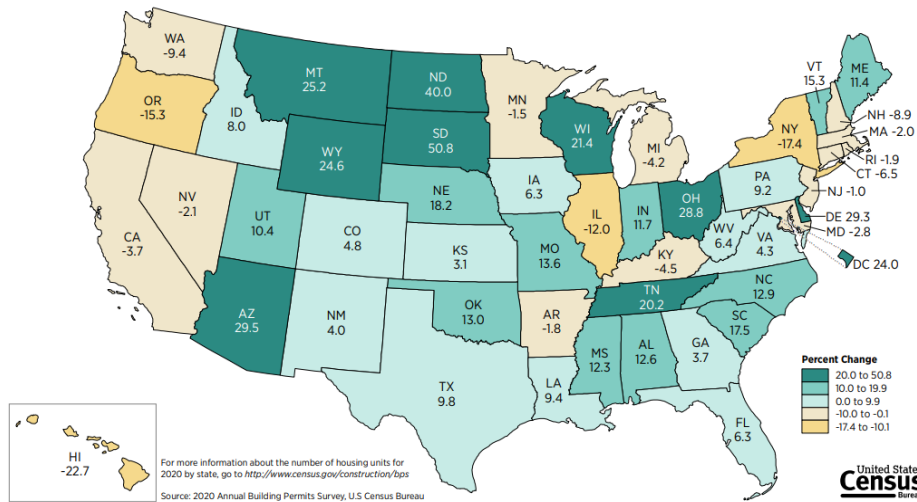 WA
-9.4
OR
-15.3
CA
-3.7
NV
-2.1
ID
8.0
MT
25.2
WY
24.6
UT
10.4
AZ
29.5
CO
4.8
NM
4.0
ND
40.0
SD
50.8
NE
18.2
KS
3.1
OK
13.0
TX
9.8
MN
-1.5
IA
6.3
MO
13.6
AR
-1.8
LA
9.4
WI
21.4
IL
-12.0
MI
-4.2
IN
11.7
OH
28.8
KY
-4.5
TN
20.2
MS
12.3
AL
12.6
GA
3.7
FL
6.3
SC
17.5
NC
12.9
VA
4.3
WV
6.4
PA
9.2
NY
-17.4
VT
15.3
ME
11.4
NH -8.9
MA -2.0
RI -1.9
CT -6.5
NJ -1.0
DE 29.3
MD -2.8
DC 24.0
HI
-22.7
Percent Change
20.0 to 50.8
10.0 to 19.9
0.0 to 9.9
-10.0 to -0.1
-17.4 to -10.1
For more information about the number of housing units for
2020 by state, go to http://www.census.gov/construction/bps
Source: 2020 Annual Building Permits Survey, U.S Census Bureau
United State
Census
Bureau